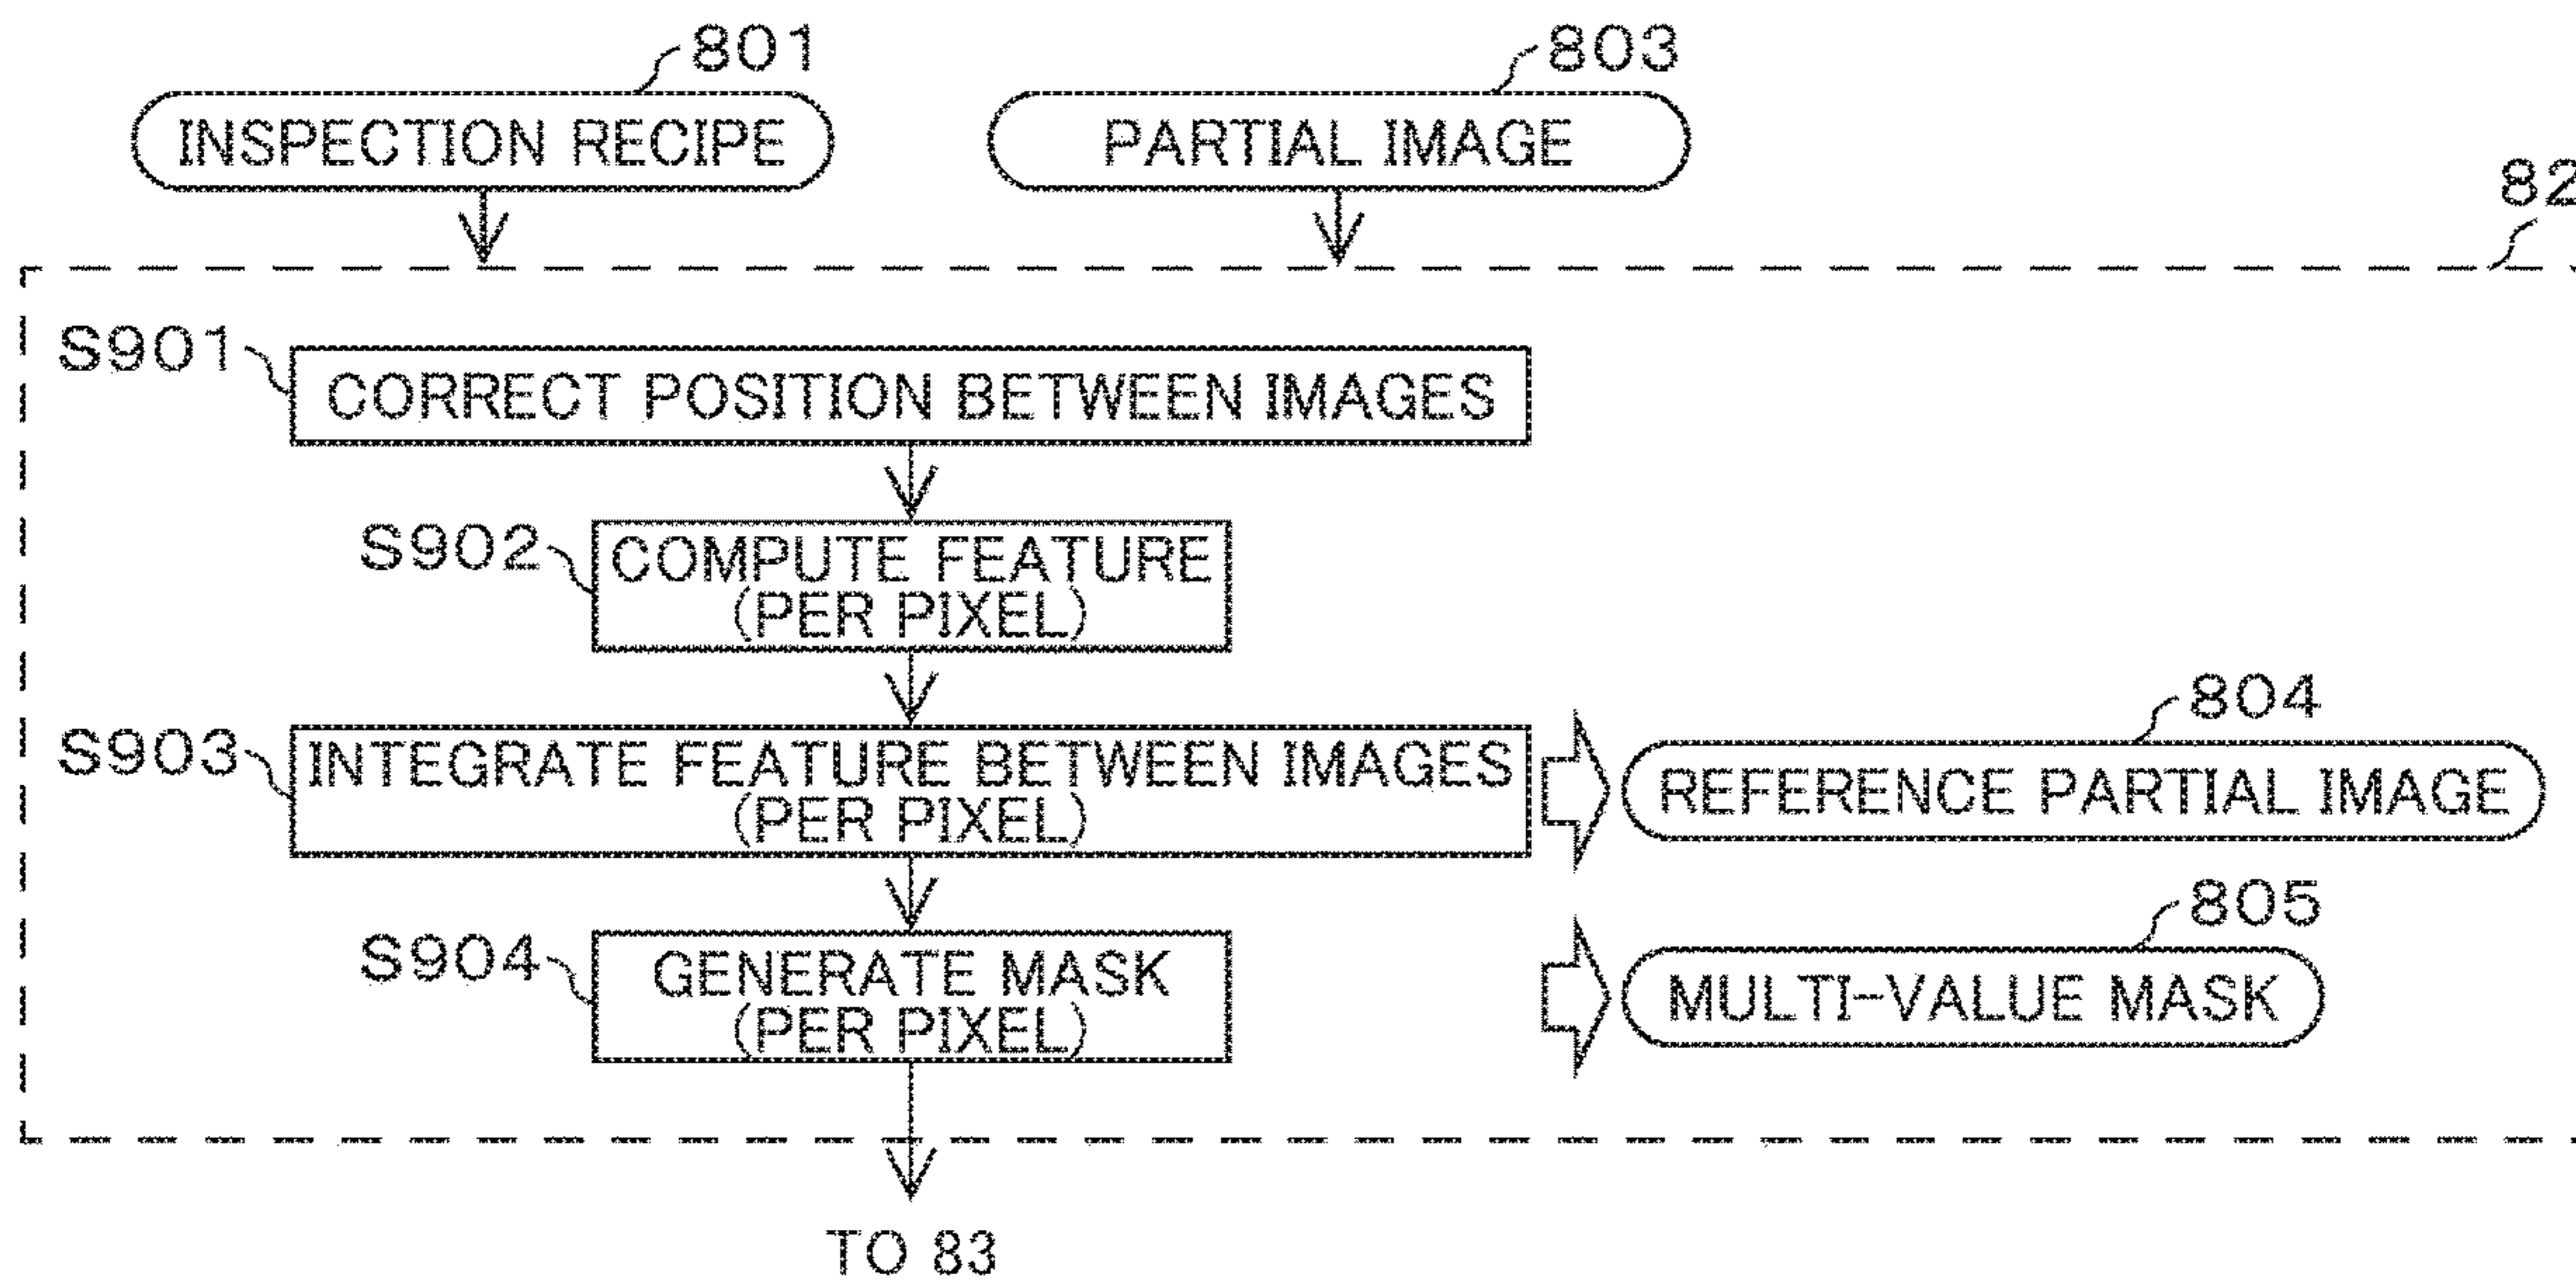 801
803
INSPECTION RECIPE
PARTIAL IMAGE
82
S901
CORRECT POSITION BETWEEN IMAGES
S902
COMPUTE FEATURE
(PER PIXEL)
S903
INTEGRATE FEATURE BETWEEN IMAGES
(PER PIXEL)
804
REFERENCE PARTIAL IMAGE
S904
GENERATE MASK
(PER PIXEL)
805
MULTI-VALUE MASK
TO 83